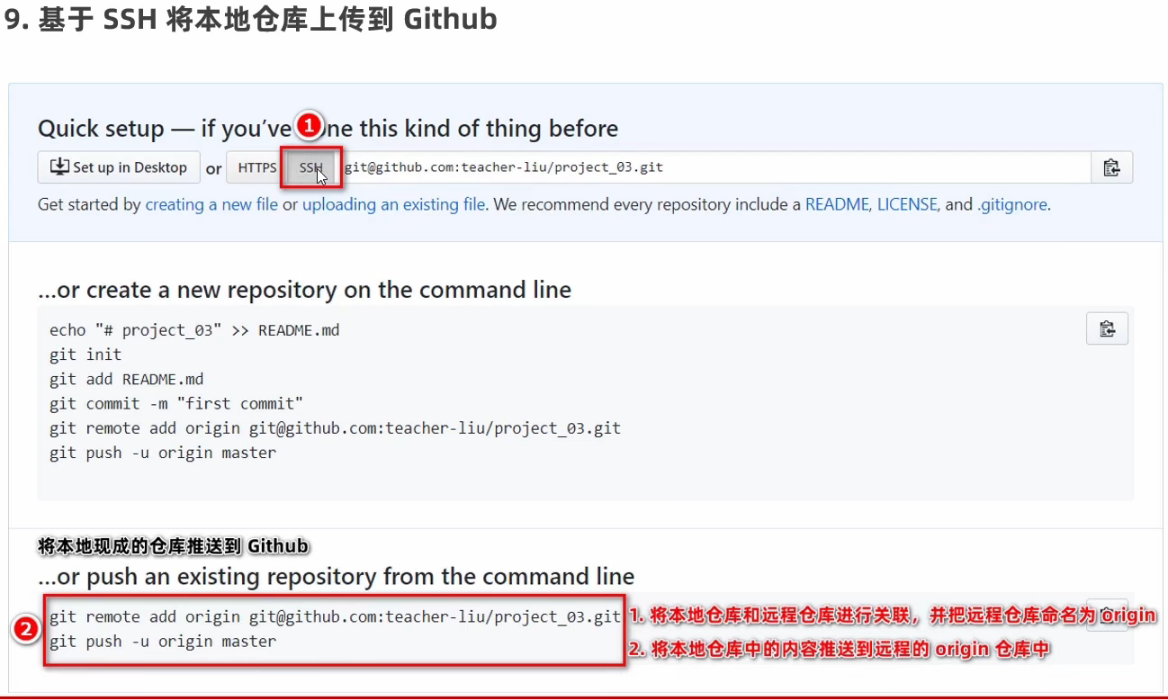 9. 基于 SSH 将本地仓库上传到 Github
Quick setup — if you’ve 1 ne this kind of thing before
Set up in Desktop or HTTPS SSH git@github.com:teacher-liu/project_03.git
Get started by creating a new file or uploading an existing file. We recommend every repository include a README, LICENSE, and .gitignore.
...or create a new repository on the command line
echo "# project_03" >> README.md
git init
git add README.md
git commit -m "first commit"
git remote add origin git@github.com:teacher-liu/project_03.git
git push -u origin master
将本地现成的仓库推送到 Github
...or push an existing repository from the command line
2 git remote add origin git@github.com:teacher-liu/project_03.git 1. 将本地仓库和远程仓库进行关联，并把远程仓库命名为 origin
git push -u origin master 2. 将本地仓库中的内容推送到远程的 origin 仓库中